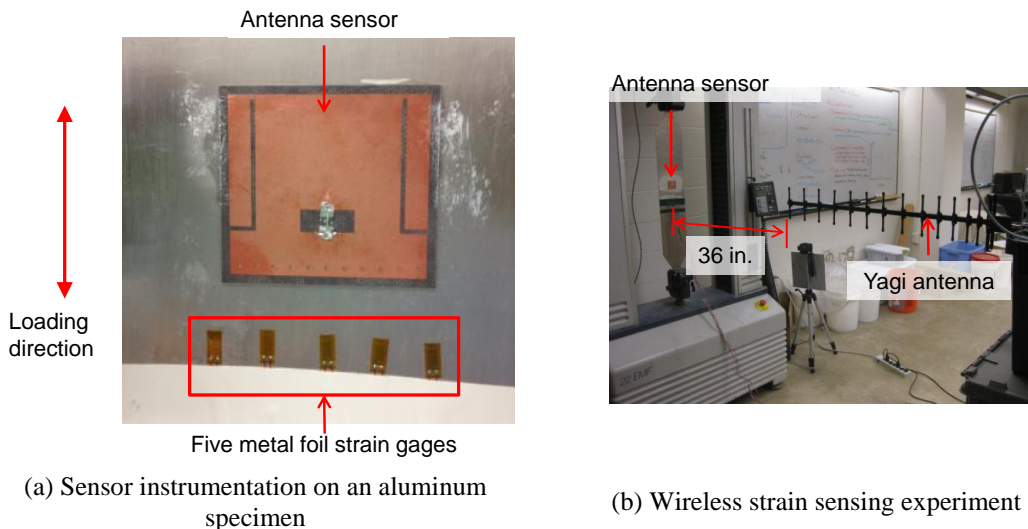 Antenna sensor
Loading
direction
Five metal foil strain gages
(a) Sensor instrumentation on an aluminum
specimen
Antenna sensor
36 in.
Yagi antenna
(b) Wireless strain sensing experiment